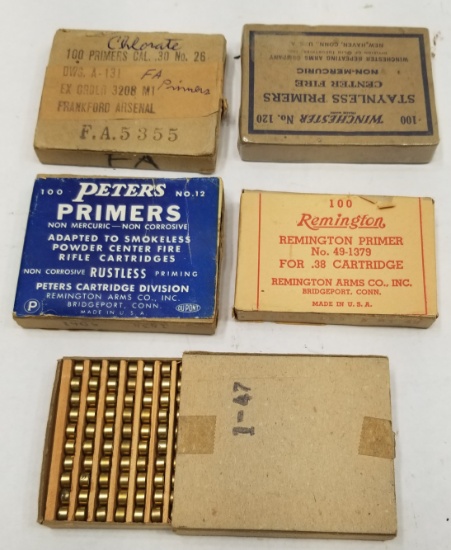 Chlorate
100 PRIMERS CAL. .30 No. 26
DWG. A-131 FA
Primers
EX GODLO 3208 M1
FRANKFORD ARSENAL
F.A. 5355
FA
WINCHESTER No. 120
TRADE MARK
·100
STAYNLESS PRIMERS
CENTER FIRE
NON-MERCURIC
WINCHESTER REPEATING ARMS COMPANY
NEW HAVEN, CONN. U.S.A.
100 PETERS NO. 12
PRIMERS
NON MERCURIC — NON CORROSIVE
ADAPTED TO SMOKELESS
POWDER CENTER FIRE
RIFLE CARTRIDGES
NON CORROSIVE RUSTLESS PRIMING
PETERS CARTRIDGE DIVISION
REMINGTON ARMS CO., INC.
BRIDGEPORT, CONN.
MADE IN U.S.A.
P
DUPONT
100
Remington
REMINGTON PRIMER
No. 49-1379
FOR .38 CARTRIDGE
REMINGTON ARMS CO., INC.
BRIDGEPORT, CONN.
MADE IN U.S.A.
1-47